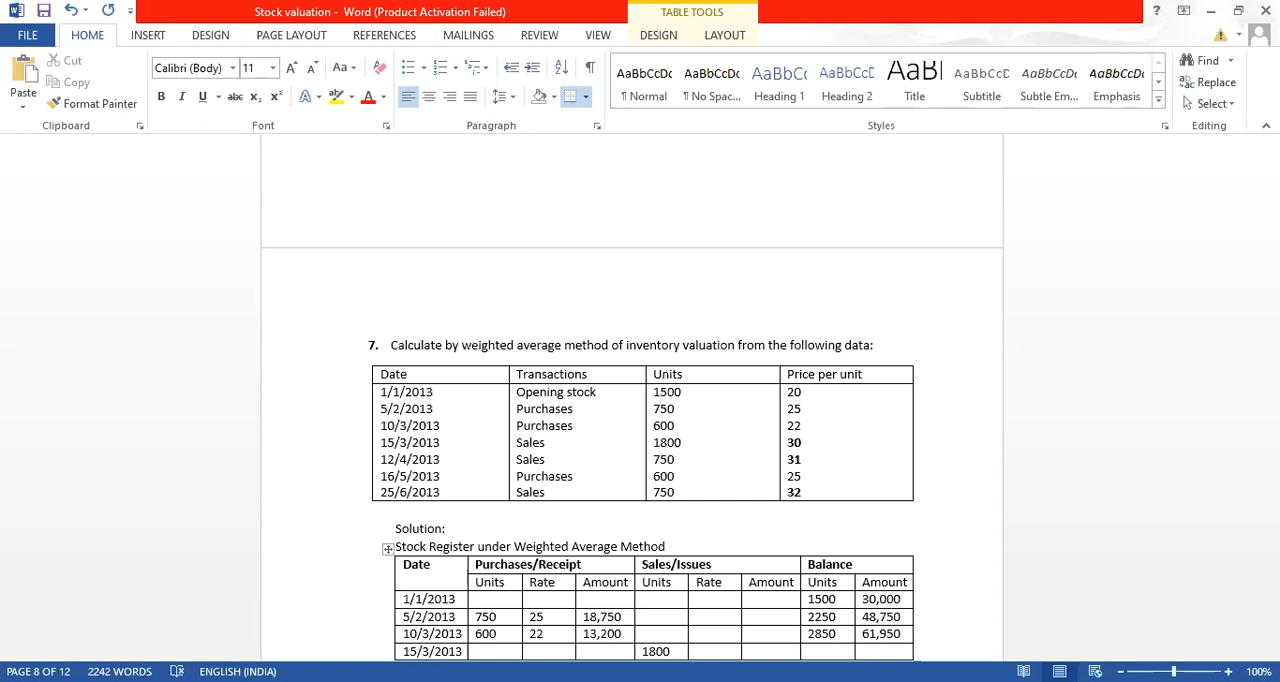 Stock valuation - Word (Product Activation Failed)
TABLE TOOLS
?
FILE HOME INSERT DESIGN PAGE LAYOUT REFERENCES MAILINGS REVIEW VIEW DESIGN LAYOUT
Paste
Cut
Copy
Format Painter
Clipboard
Calibri (Body) 11
Font
Paragraph
AaBbCcDc AaBbCcDc AaBbCc AaBbCcE AaBl AaBbCcD AaBbCcDc AaBbCcDc
¶ Normal ¶ No Spac... Heading 1 Heading 2 Title Subtitle Subtle Em... Emphasis
Styles
Find
Replace
Select
Editing
7. Calculate by weighted average method of inventory valuation from the following data:
Date Transactions Units Price per unit
1/1/2013 Opening stock 1500 20
5/2/2013 Purchases 750 25
10/3/2013 Purchases 600 22
15/3/2013 Sales 1800 30
12/4/2013 Sales 750 31
16/5/2013 Purchases 600 25
25/6/2013 Sales 750 32
Solution:
Stock Register under Weighted Average Method
Date Purchases/Receipt Sales/Issues Balance
Units Rate Amount Units Rate Amount Units Amount
1/1/2013 1500 30,000
5/2/2013 750 25 18,750 2250 48,750
10/3/2013 600 22 13,200 2850 61,950
15/3/2013 1800
PAGE 8 OF 12 2242 WORDS ENGLISH (INDIA) 100%